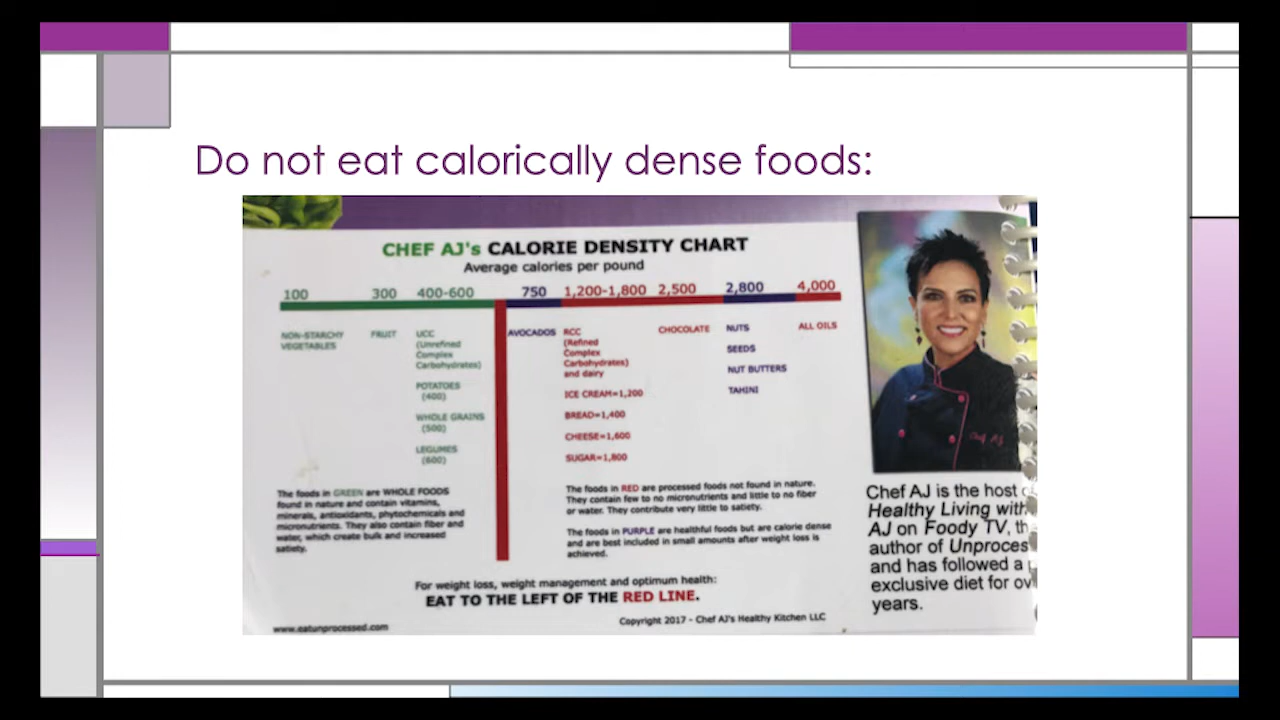 Do not eat calorically dense foods:
CHEF AJ's CALORIE DENSITY CHART
Average calories per pound
100 300 400-600 750 1,200-1,800 2,500 2,800 4,000
NON-STARCHY
VEGETABLES
FRUIT
UCC
(Unrefined
Complex
Carbohydrates)
POTATOES
(400)
WHOLE GRAINS
(500)
LEGUMES
(600)
AVOCADOS
RCC
(Refined
Complex
Carbohydrates)
and dairy
ICE CREAM=1,200
BREAD=1,400
CHEESE=1,600
SUGAR=1,800
CHOCOLATE
NUTS
SEEDS
NUT BUTTERS
TAHINI
ALL OILS
The foods in GREEN are WHOLE FOODS
found in nature and contain vitamins,
minerals, antioxidants, phytochemicals and
micronutrients. They also contain fiber and
water, which create bulk and increased
satiety.
The foods in RED are processed foods not found in nature.
They contain few to no micronutrients and little to no fiber
or water. They contribute very little to satiety.
The foods in PURPLE are healthful foods but are calorie dense
and are best included in small amounts after weight loss is
achieved.
For weight loss, weight management and optimum health:
EAT TO THE LEFT OF THE RED LINE.
www.eatunprocessed.com
Copyright 2017 - Chef AJ's Healthy Kitchen LLC
Chef AJ
Chef AJ is the host
Healthy Living with
AJ on Foody TV,
author of
and has followed a
exclusive diet for
years.